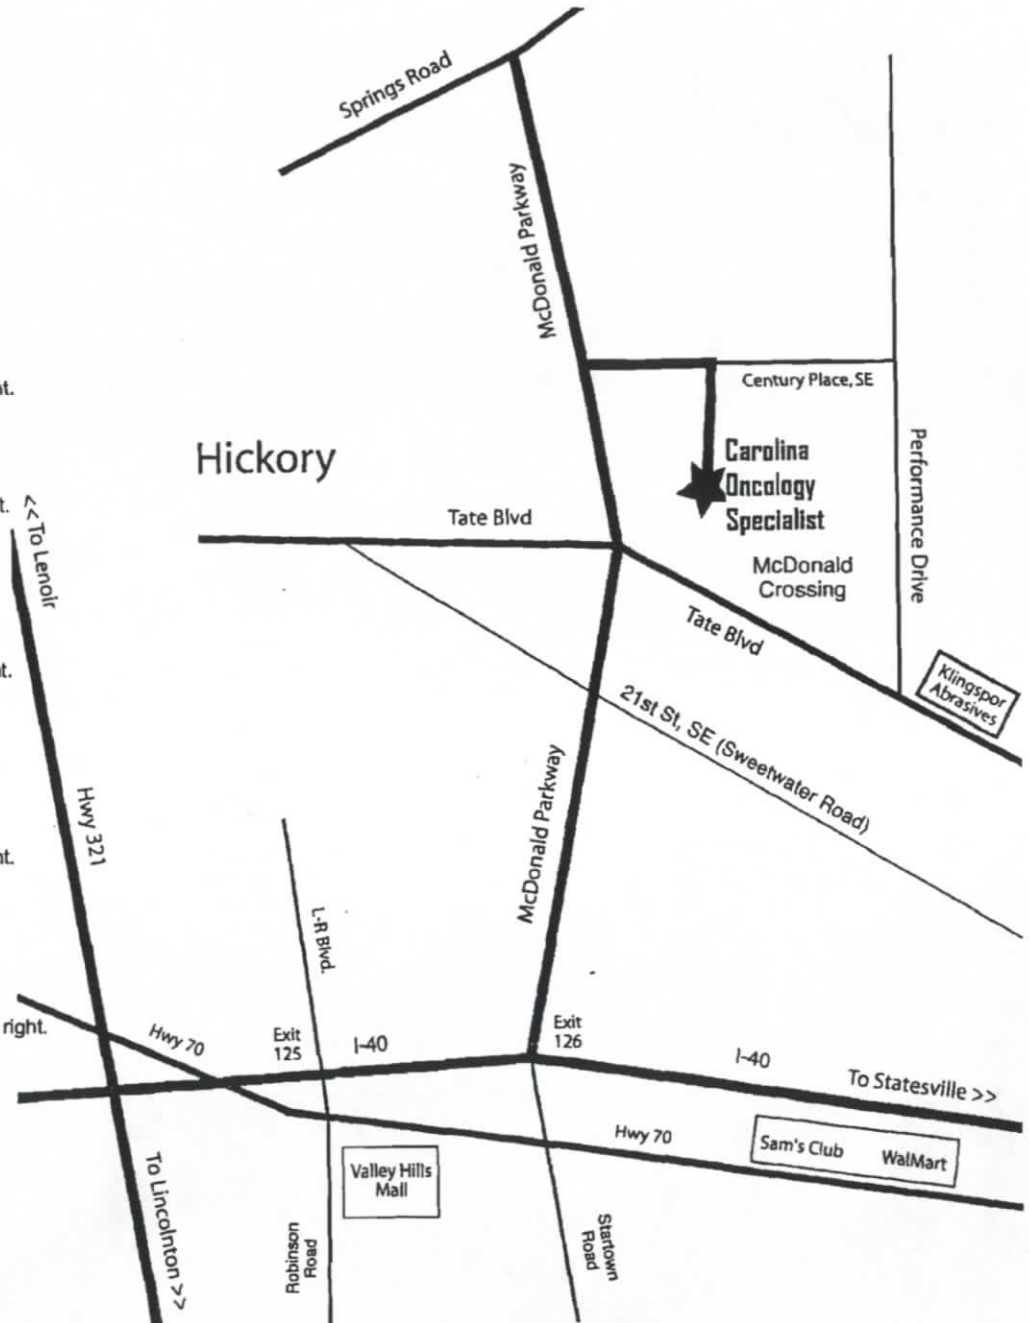 Springs Road
McDonald Parkway
Century Place, SE
nt.
Hickory
Carolina
Oncology
Specialist
Performance Drive
t.
<< To Lenoir
Tate Blvd
McDonald
Crossing
Tate Blvd
Klingspor
Abrasives
nt.
21st St, SE (Sweetwater Road)
Hwy 321
McDonald Parkway
nt.
L-R Blvd.
right.
Hwy 70
Exit
125
I-40
Exit
126
I-40
To Statesville >>
Hwy 70
Sam's Club
WalMart
Valley Hills
Mall
To Lincolnton >>
Robinson
Road
Startown
Road